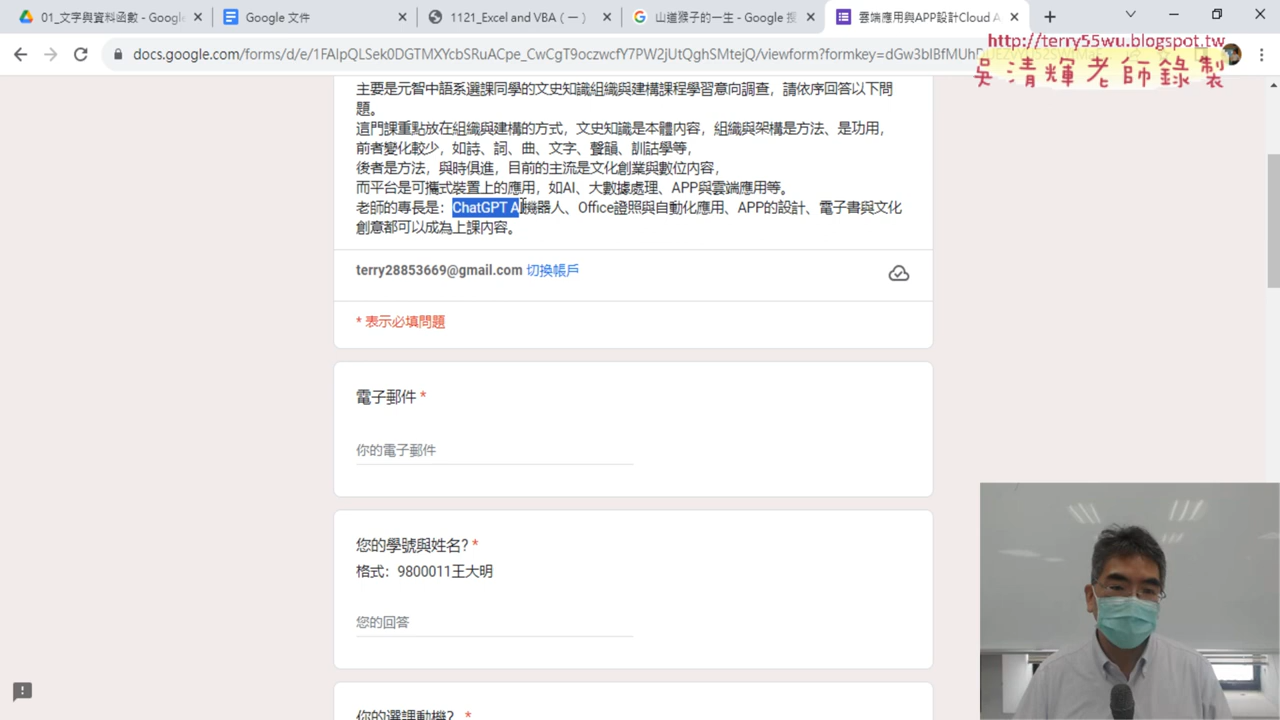 01_文字與資料函數 - Google
Google 文件
1121_Excel and VBA（一）
山道猴子的一生 - Google 搜
雲端應用與APP設計Cloud A
docs.google.com/forms/d/e/1FAIpQLSek0DGTMXYcbSRuACpe_CwCgT9oczwcfY7PW2jUtQghSMtejQ/viewform?formkey=dGw3blBfMUh
http://terry55wu.blogspot.tw
吳清輝老師錄製
主要是元智中語系選課同學的文史知識組織與建構課程學習意向調查，請依序回答以下問
題。
這門課重點放在組織與建構的方式，文史知識是本體內容，組織與架構是方法、是功用，
前者變化較少，如詩、詞、曲、文字、聲韻、訓詁學等，
後者是方法，與時俱進，目前的主流是文化創業與數位內容，
而平台是可攜式裝置上的應用，如AI、大數據處理、APP與雲端應用等。
老師的專長是：ChatGPT AI機器人、Office證照與自動化應用、APP的設計、電子書與文化
創意都可以成為上課內容。
terry28853669@gmail.com 切換帳戶
* 表示必填問題
電子郵件 *
你的電子郵件
您的學號與姓名? *
格式：9800011王大明
您的回答
你的選課動機? *